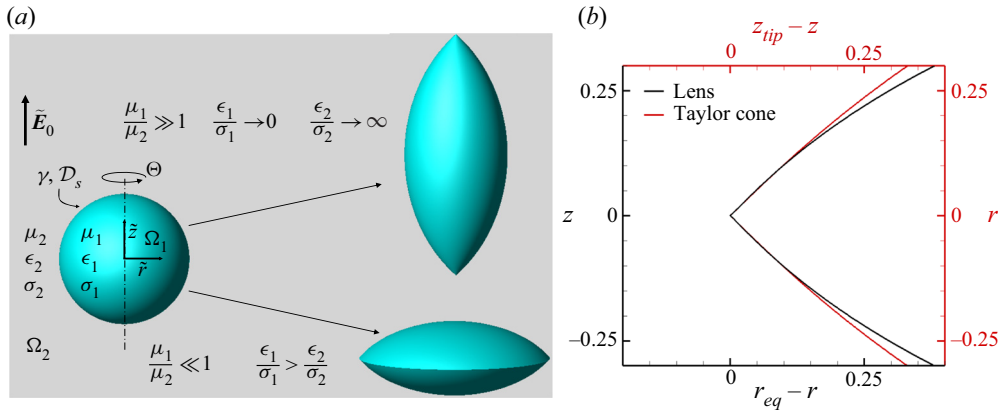 (a)
Ẽ₀
μ₁/μ₂ ≫ 1 ϵ₁/σ₁ → 0 ϵ₂/σ₂ → ∞
γ, 𝒟ₛ
Θ
μ₂ μ₁ z̃ Ω₁
ϵ₂ ϵ₁ r̃
σ₂ σ₁
Ω₂
μ₁/μ₂ ≪ 1 ϵ₁/σ₁ > ϵ₂/σ₂
(b)
z_tip – z
0 0.25
0.25 0.25
Lens
Taylor cone
z 0 0 r
–0.25 –0.25
0 0.25
r_eq – r